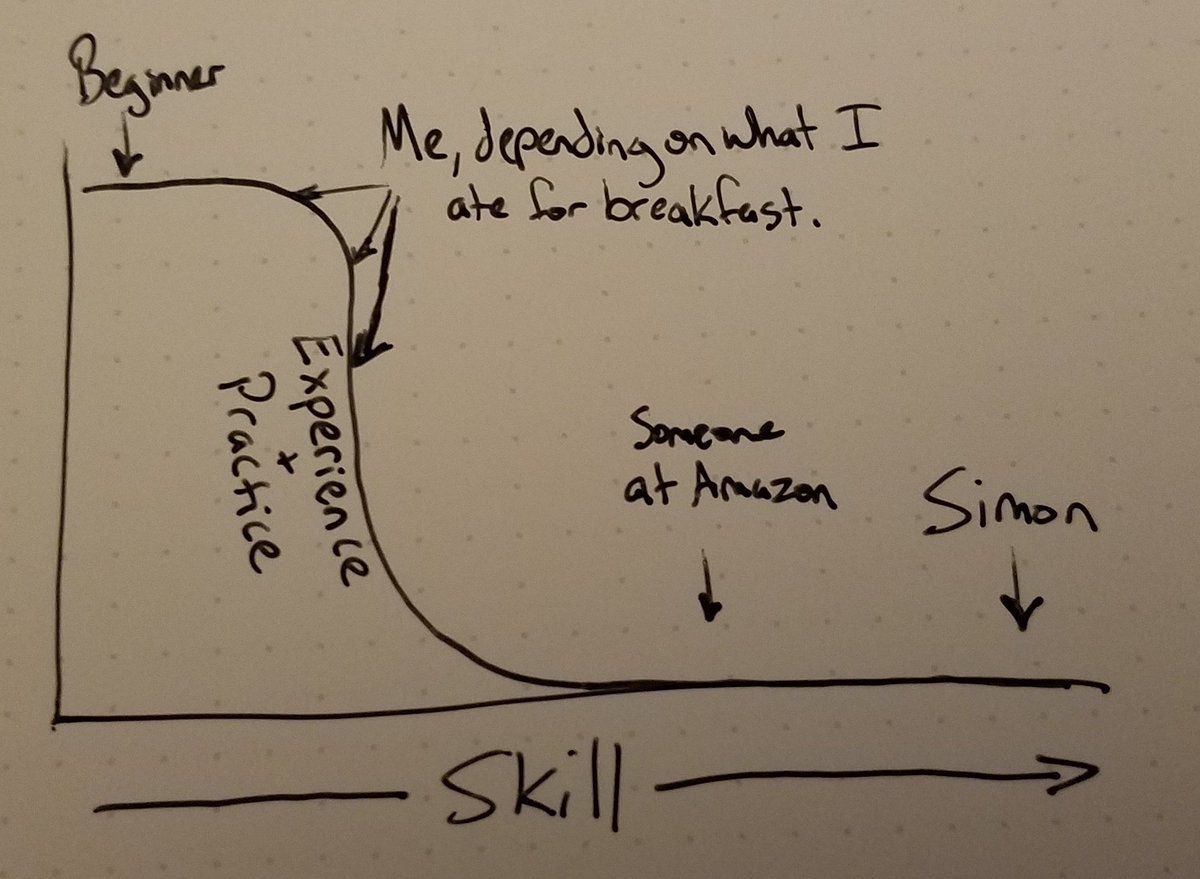 Beginner
Me, depending on what I
ate for breakfast.
Experience
+
Practice
Someone
at Amazon
Simon
Skill